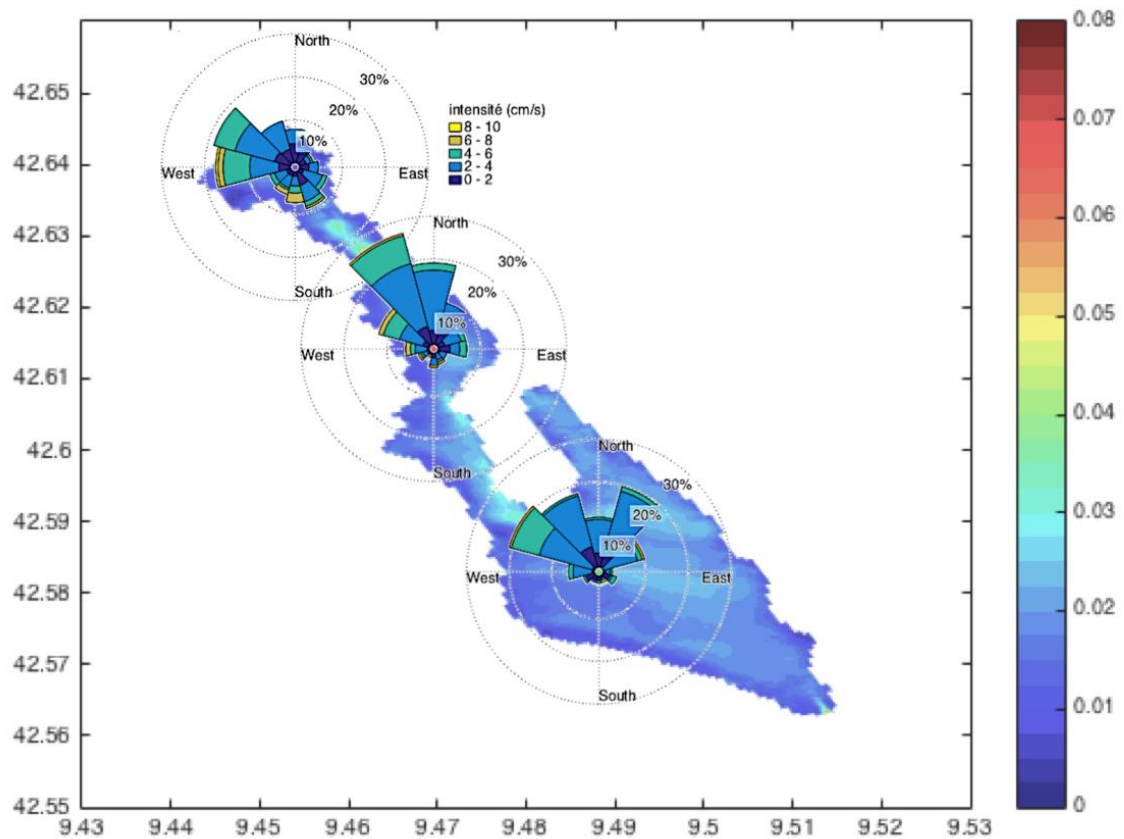 North
30%
20%
10%
West
East
South
intensité (cm/s)
8 - 10
6 - 8
4 - 6
2 - 4
0 - 2
North
30%
20%
10%
West
East
South
North
30%
20%
10%
West
East
South
42.65
42.64
42.63
42.62
42.61
42.6
42.59
42.58
42.57
42.56
42.55
9.43
9.44
9.45
9.46
9.47
9.48
9.49
9.5
9.51
9.52
9.53
0.08
0.07
0.06
0.05
0.04
0.03
0.02
0.01
0